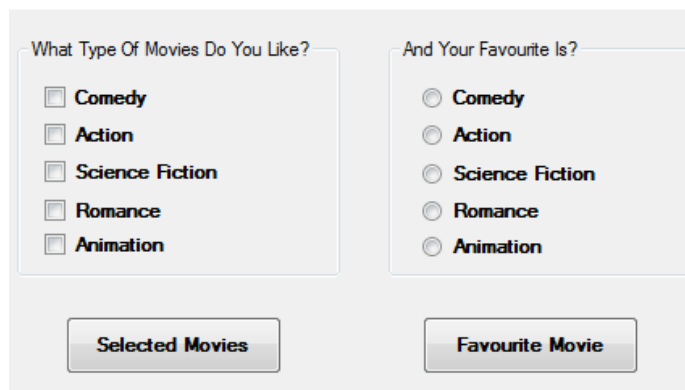 What Type Of Movies Do You Like?
Comedy
Action
Science Fiction
Romance
Animation
Selected Movies
And Your Favourite Is?
Comedy
Action
Science Fiction
Romance
Animation
Favourite Movie